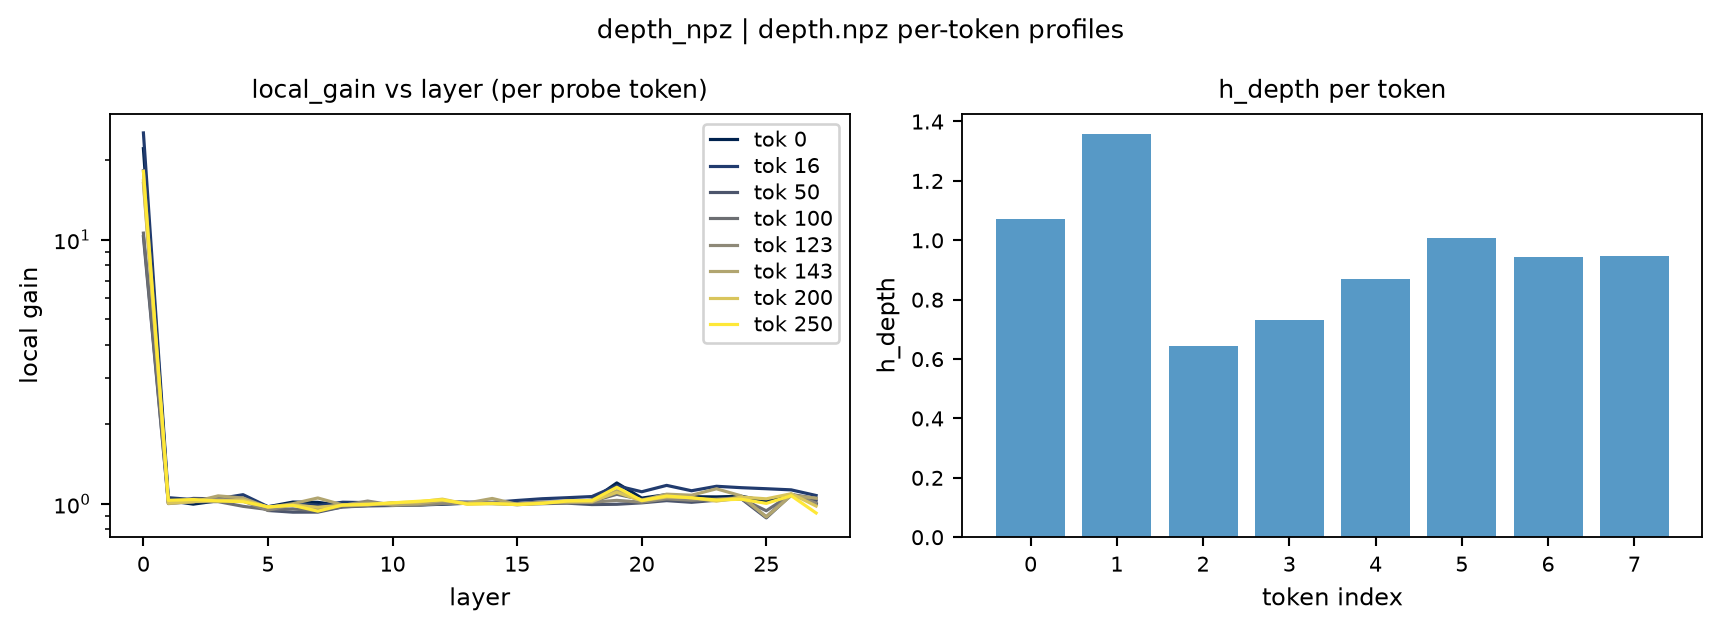 depth_npz | depth.npz per-token profiles
local_gain vs layer (per probe token)
local gain
10¹
10⁰
0 5 10 15 20 25
layer
tok 0
tok 16
tok 50
tok 100
tok 123
tok 143
tok 200
tok 250
h_depth per token
h_depth
1.4
1.2
1.0
0.8
0.6
0.4
0.2
0.0
0 1 2 3 4 5 6 7
token index